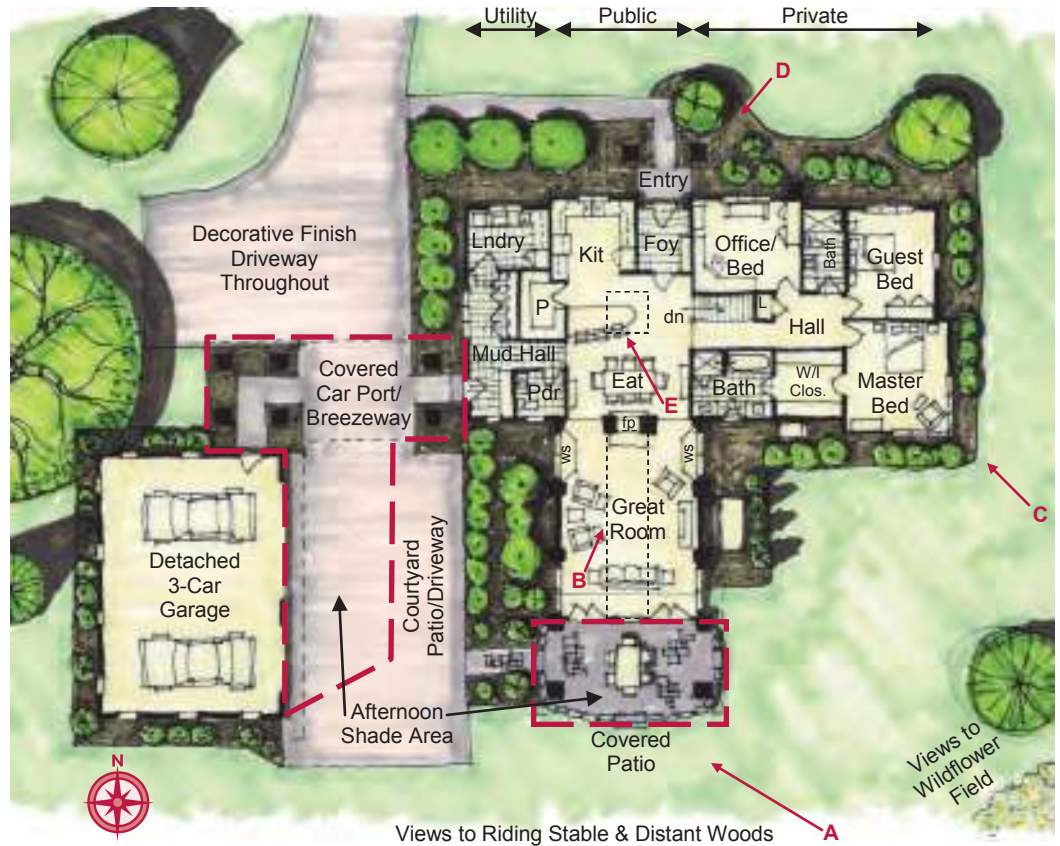 Utility
Public
Private
D
Entry
Decorative Finish
Driveway
Throughout
Lndry
Kit
Foy
Office/
Bed
Bath
Guest
Bed
P
dn
L
Hall
Mud Hall
Covered
Car Port/
Breezeway
Pdr
Eat
E
Bath
W/I
Clos.
Master
Bed
fp
ws
ws
Great
Room
B
C
Detached
3-Car
Garage
Courtyard
Patio/Driveway
Afternoon
Shade Area
Covered
Patio
Views to
Wildflower
Field
N
Views to Riding Stable & Distant Woods
A